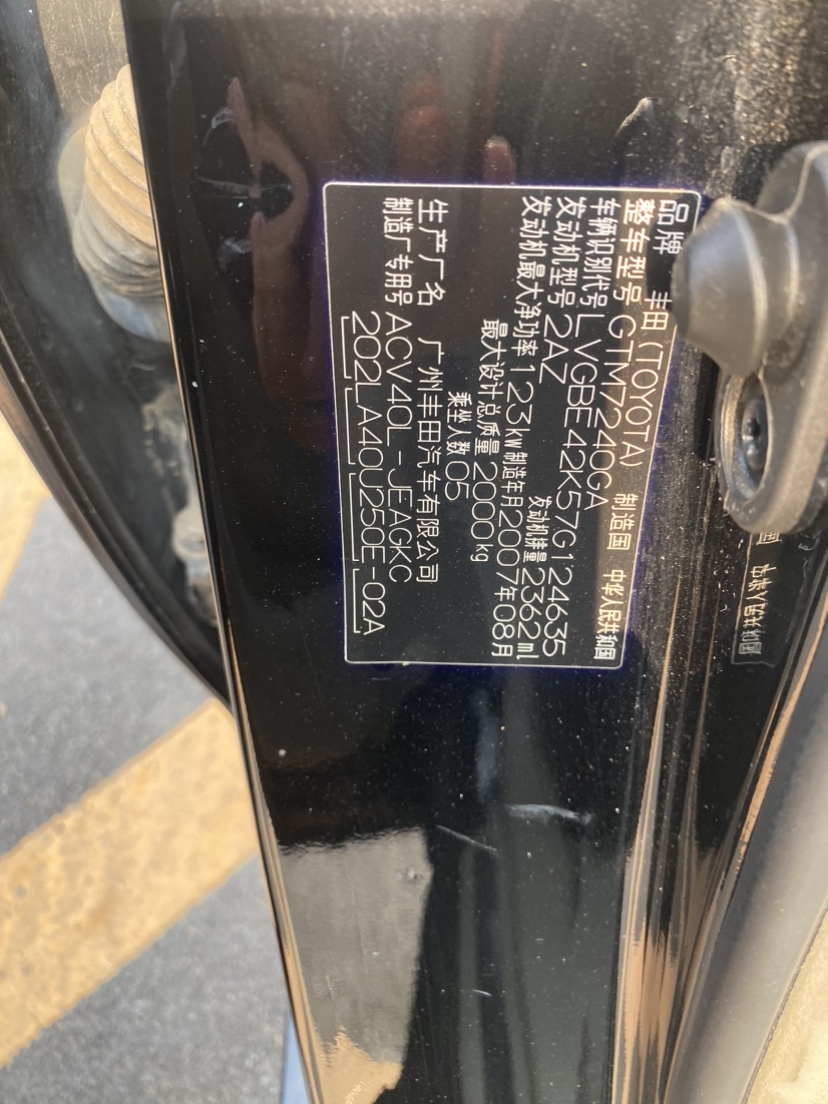 品牌 丰田(TOYOTA) 制造国 中华人民共和国
整车型号 GTM7240GA
车辆识别代号 LVGBE42K57G124635
发动机型号 2AZ 发动机排量 2362ml
发动机最大净功率 123kw 制造年月 2007年08月
最大设计总质量 2000kg
乘坐人数 05
生产厂名 广州丰田汽车有限公司
制造厂专用号 ACV40L-JEAGKC
202LA40U250E-02A